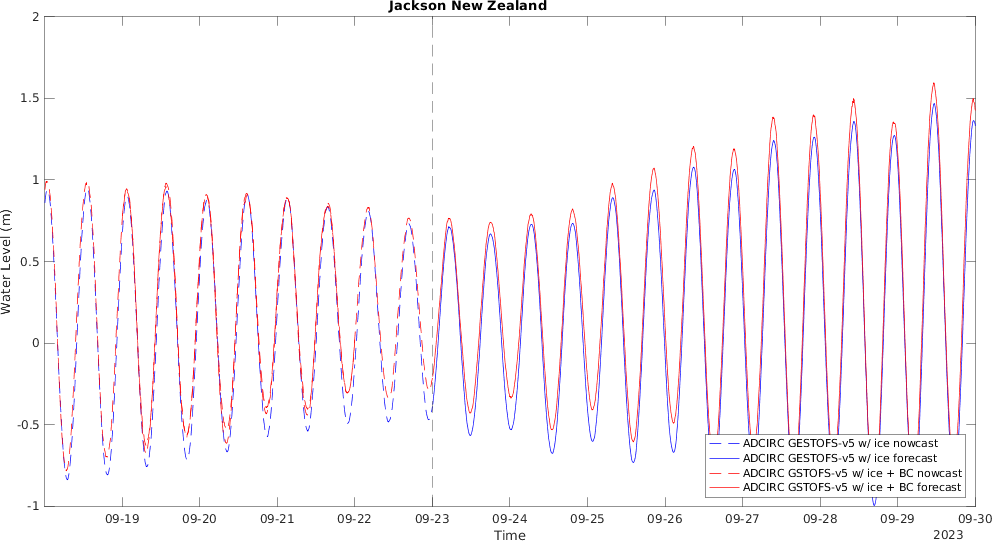 Jackson New Zealand
2
1.5
1
0.5
0
-0.5
-1
Water Level (m)
ADCIRC GESTOFS-v5 w/ ice nowcast
ADCIRC GESTOFS-v5 w/ ice forecast
ADCIRC GSTOFS-v5 w/ ice + BC nowcast
ADCIRC GSTOFS-v5 w/ ice + BC forecast
09-19 09-20 09-21 09-22 09-23 09-24 09-25 09-26 09-27 09-28 09-29 09-30
Time
2023